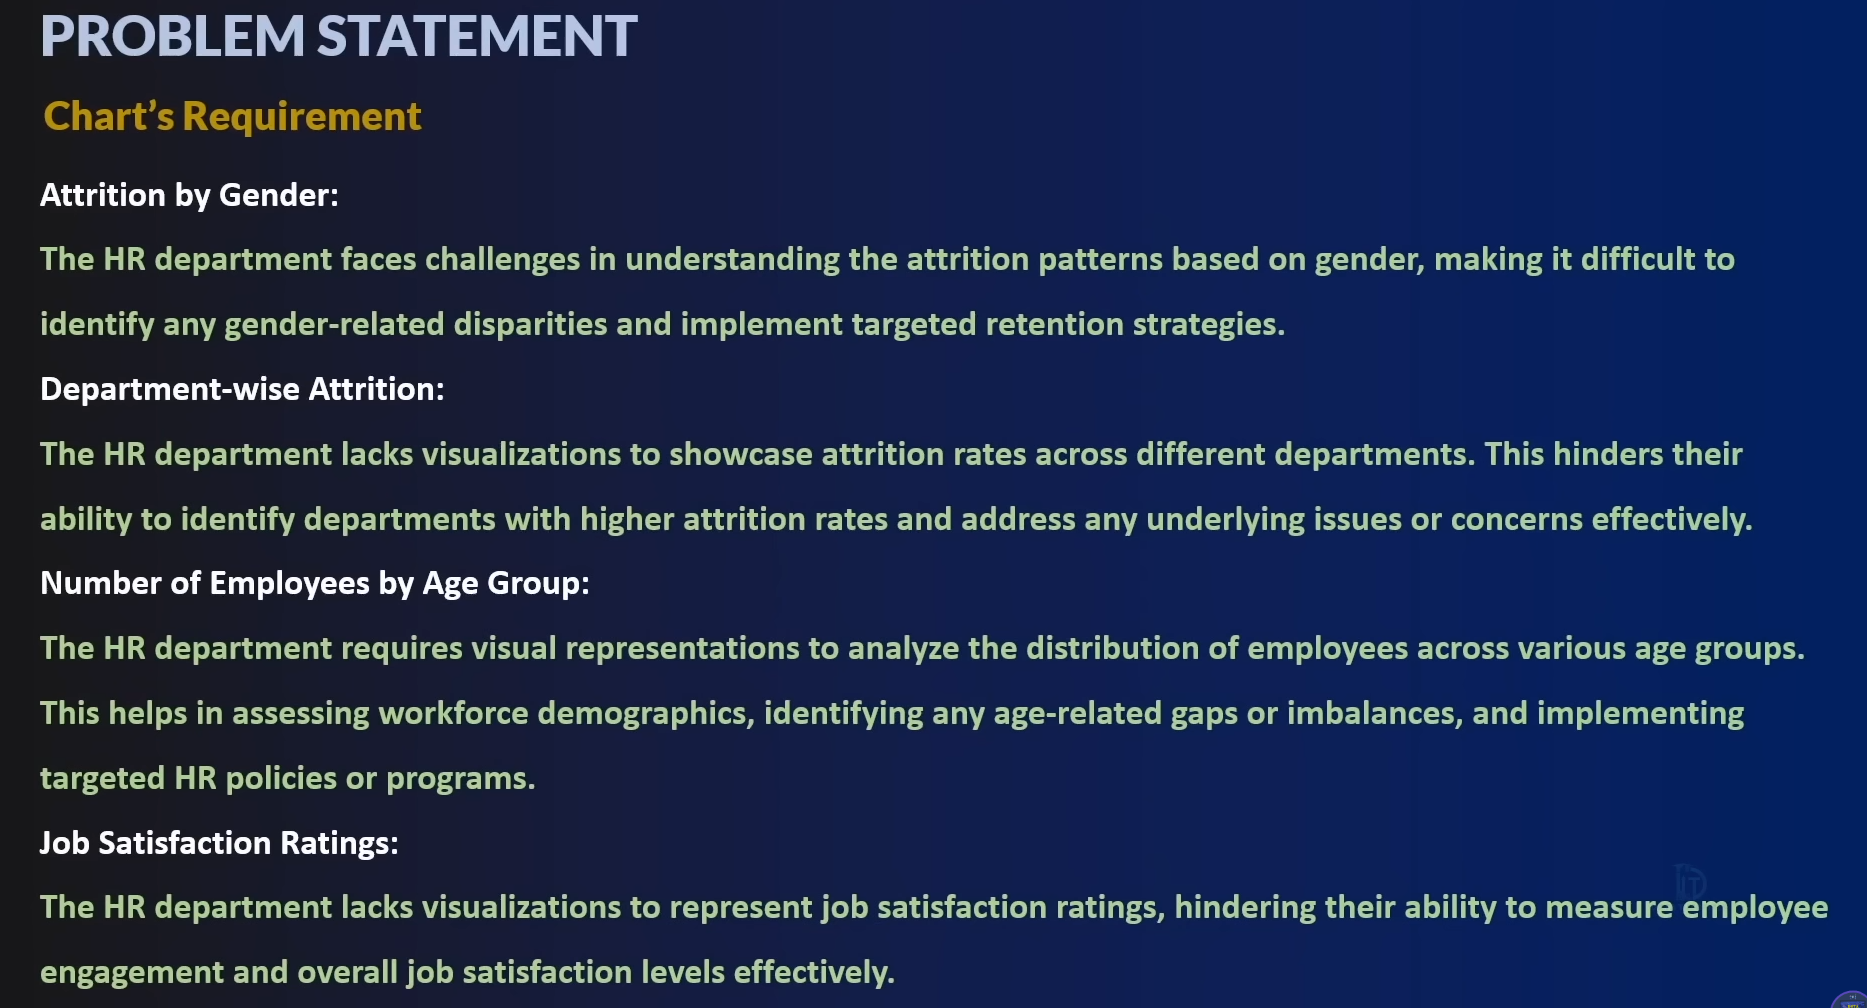 PROBLEM STATEMENT
Chart’s Requirement
Attrition by Gender:
The HR department faces challenges in understanding the attrition patterns based on gender, making it difficult to
identify any gender-related disparities and implement targeted retention strategies.
Department-wise Attrition:
The HR department lacks visualizations to showcase attrition rates across different departments. This hinders their
ability to identify departments with higher attrition rates and address any underlying issues or concerns effectively.
Number of Employees by Age Group:
The HR department requires visual representations to analyze the distribution of employees across various age groups.
This helps in assessing workforce demographics, identifying any age-related gaps or imbalances, and implementing
targeted HR policies or programs.
Job Satisfaction Ratings:
The HR department lacks visualizations to represent job satisfaction ratings, hindering their ability to measure employee
engagement and overall job satisfaction levels effectively.